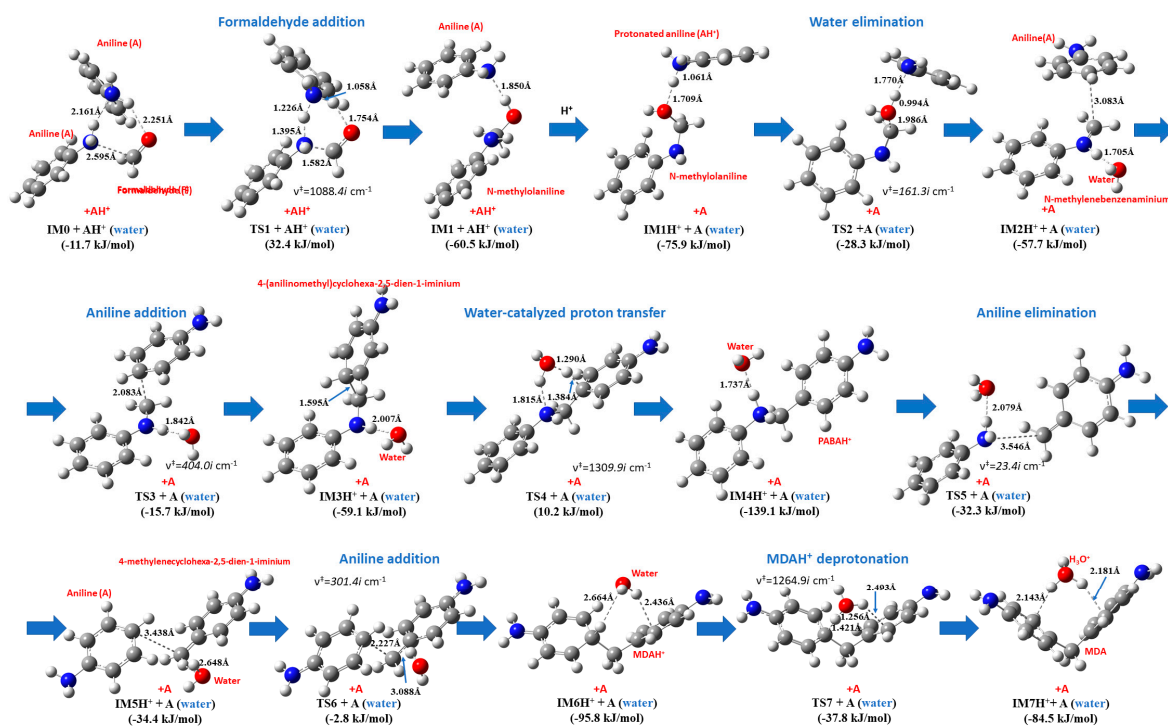 Formaldehyde addition
Water elimination
Aniline (A)
2.161Å
2.251Å
Aniline (A)
2.595Å
+AH⁺
IM0 + AH⁺ (water)
(-11.7 kJ/mol)
Aniline (A)
1.058Å
1.226Å
1.754Å
1.395Å
1.582Å
ν‡=1088.4i cm⁻¹
+AH⁺
TS1 + AH⁺ (water)
(32.4 kJ/mol)
Aniline (A)
1.850Å
N-methylolaniline
+AH⁺
IM1 + AH⁺ (water)
(-60.5 kJ/mol)
H⁺
Protonated aniline (AH⁺)
1.061Å
1.709Å
N-methylolaniline
+A
IM1H⁺ + A (water)
(-75.9 kJ/mol)
1.770Å
0.994Å
1.986Å
ν‡=161.3i cm⁻¹
+A
TS2 +A (water)
(-28.3 kJ/mol)
Aniline(A)
3.083Å
1.705Å
Water
N-methylenebenzenaminium
+A
IM2H⁺ + A (water)
(-57.7 kJ/mol)
Aniline addition
2.083Å
1.842Å
ν‡=404.0i cm⁻¹
+A
TS3 + A (water)
(-15.7 kJ/mol)
4-(anilinomethyl)cyclohexa-2,5-dien-1-iminium
1.595Å
2.007Å
Water
+A
IM3H⁺ + A (water)
(-59.1 kJ/mol)
Water-catalyzed proton transfer
1.290Å
1.815Å
1.384Å
ν‡=1309.9i cm⁻¹
+A
TS4 + A (water)
(10.2 kJ/mol)
Water
1.737Å
PABAH⁺
+A
IM4H⁺ + A (water)
(-139.1 kJ/mol)
Aniline elimination
2.079Å
3.546Å
ν‡=23.4i cm⁻¹
+A
TS5 + A (water)
(-32.3 kJ/mol)
4-methylenecyclohexa-2,5-dien-1-iminium
Aniline (A)
3.438Å
2.648Å
Water
+A
IM5H⁺ + A (water)
(-34.4 kJ/mol)
Aniline addition
ν‡=301.4i cm⁻¹
2.227Å
3.088Å
+A
TS6 + A (water)
(-2.8 kJ/mol)
Water
2.664Å
2.436Å
MDAH⁺
+A
IM6H⁺ + A (water)
(-95.8 kJ/mol)
MDAH⁺ deprotonation
ν‡=1264.9i cm⁻¹
2.493Å
1.256Å
1.421Å
+A
TS7 + A (water)
(-37.8 kJ/mol)
H₃O⁺
2.181Å
2.143Å
MDA
+A
IM7H⁺ + A (water)
(-84.5 kJ/mol)